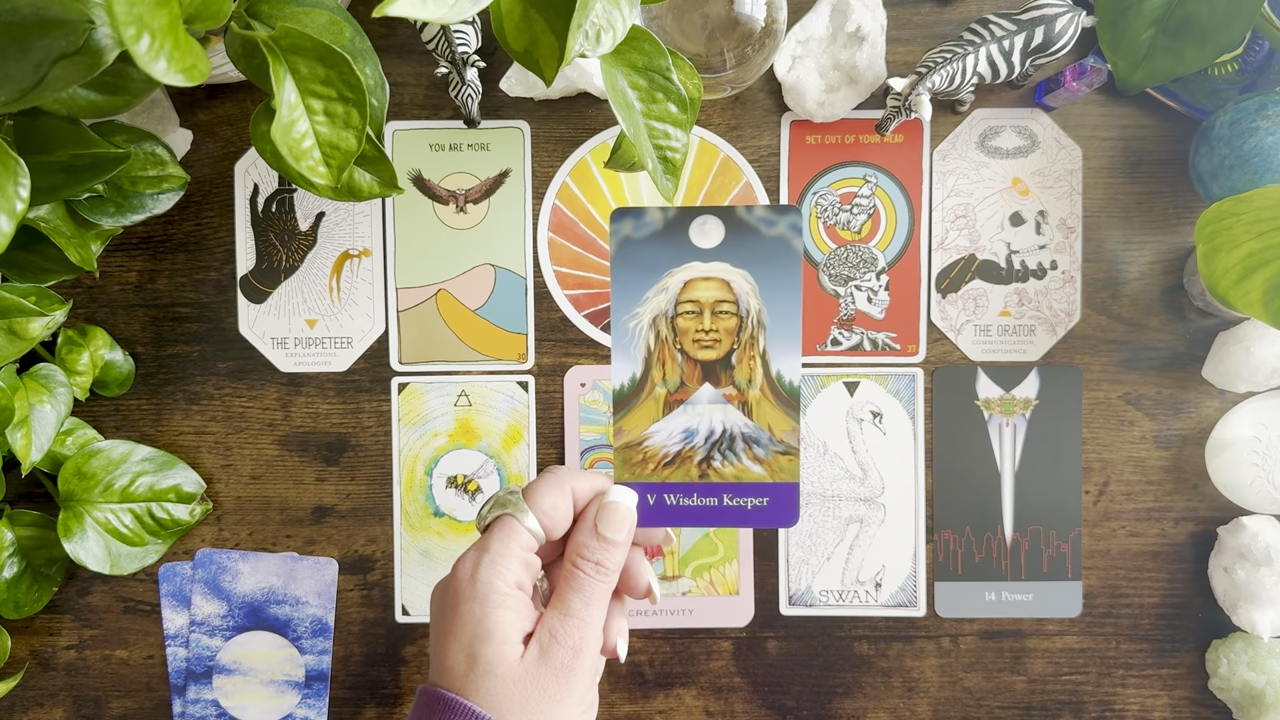 YOU ARE MORE
30
GET OUT OF YOUR HEAD
37
THE PUPPETEER
EXPLANATIONS,
APOLOGIES
THE ORATOR
COMMUNICATION,
CONFIDENCE
V Wisdom Keeper
CREATIVITY
SWAN
14 Power